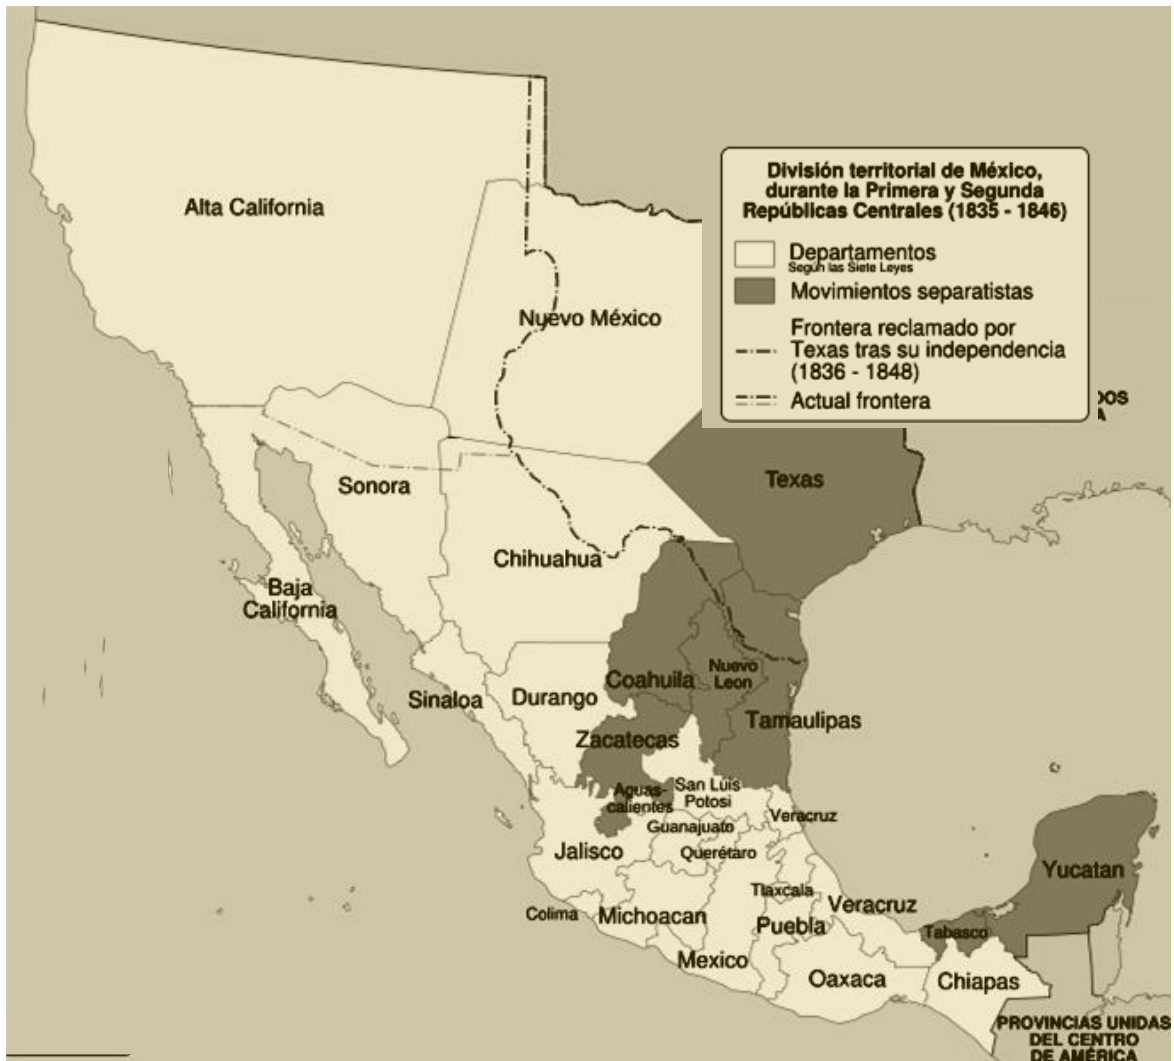 División territorial de México,
durante la Primera y Segunda
Repúblicas Centrales (1835 - 1846)
Departamentos
Según las Siete Leyes
Movimientos separatistas
Frontera reclamado por
Texas tras su independencia
(1836 - 1848)
Actual frontera
DOS
A
Alta California
Nuevo México
Texas
Sonora
Chihuahua
Baja
California
Coahuila
Nuevo
Leon
Sinaloa
Durango
Tamaulipas
Zacatecas
Aguas-
calientes
San Luis
Potosi
Veracruz
Guanajuato
Jalisco
Querétaro
Yucatan
Tlaxcala
Colima
Michoacan
Veracruz
Puebla
Tabasco
Mexico
Oaxaca
Chiapas
PROVINCIAS UNIDAS
DEL CENTRO
DE AMÉRICA